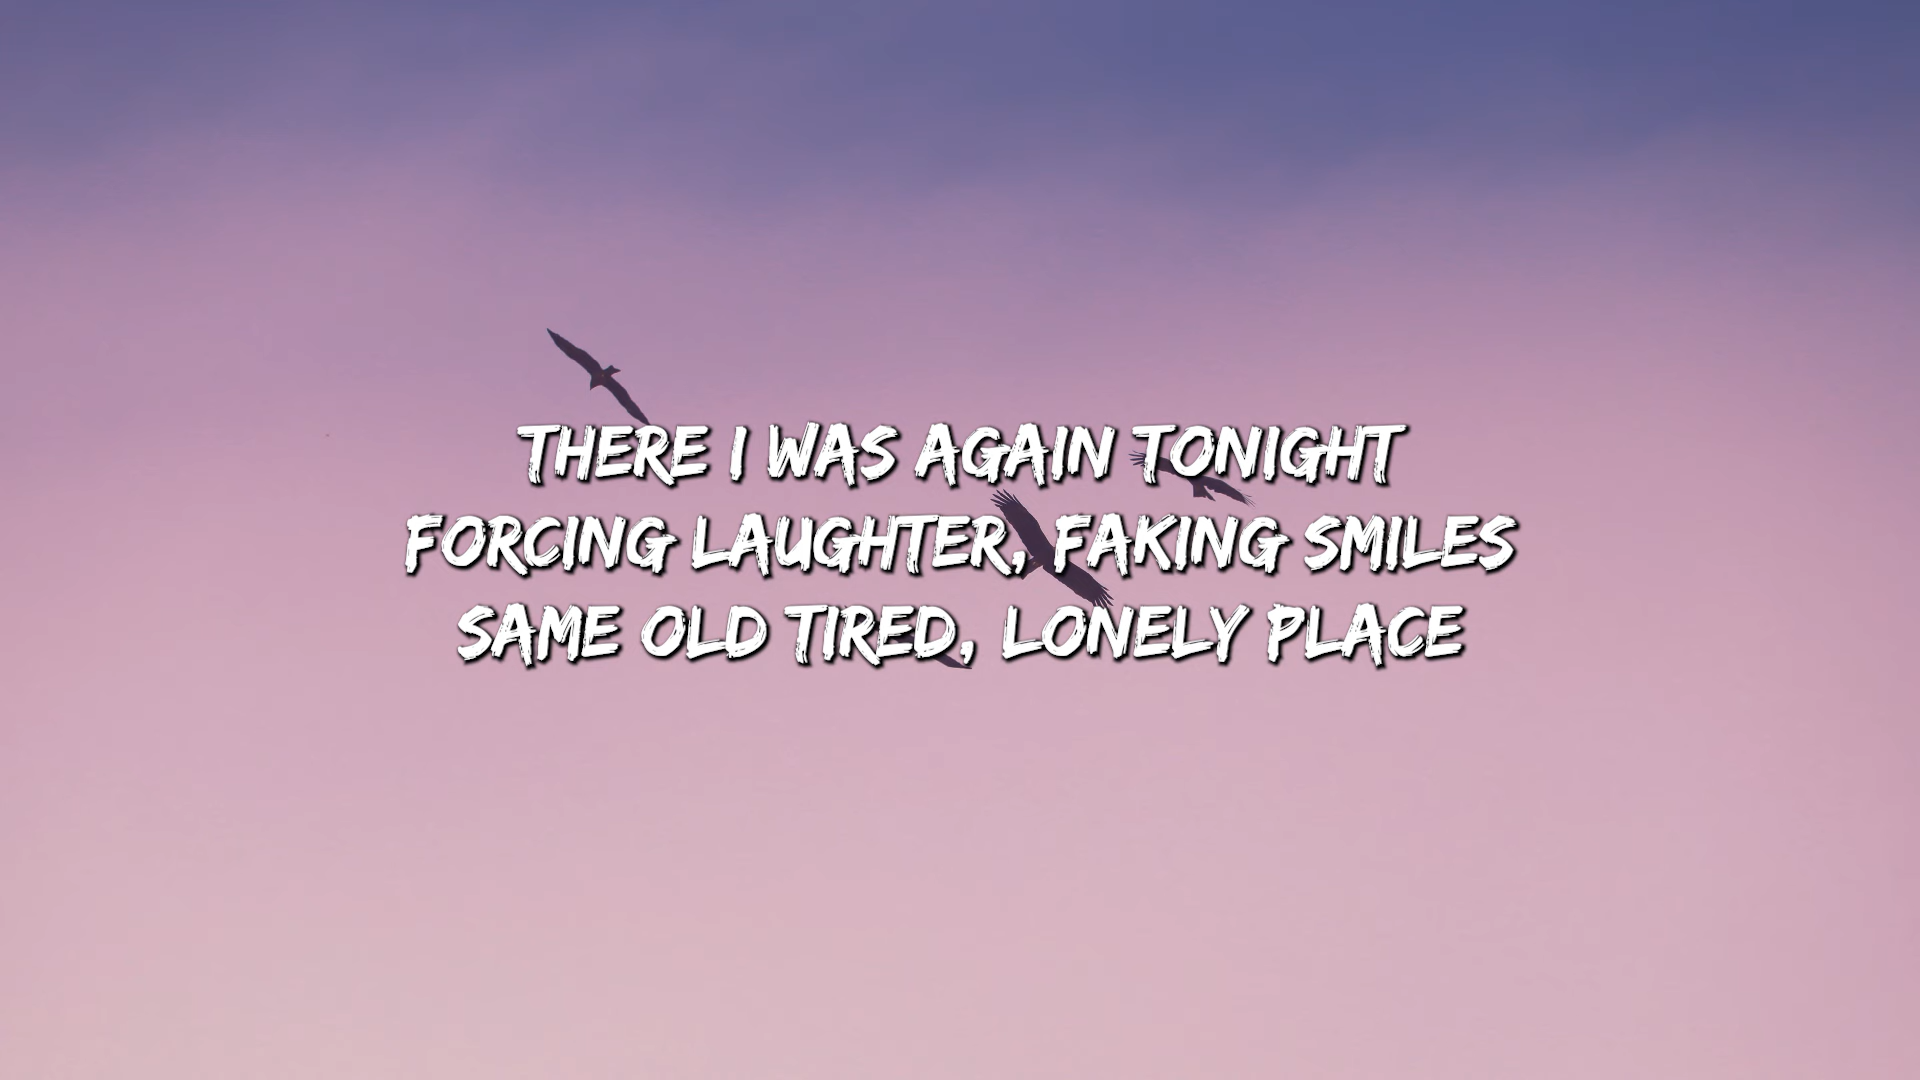 THERE I WAS AGAIN TONIGHT
FORCING LAUGHTER, FAKING SMILES
SAME OLD TIRED, LONELY PLACE